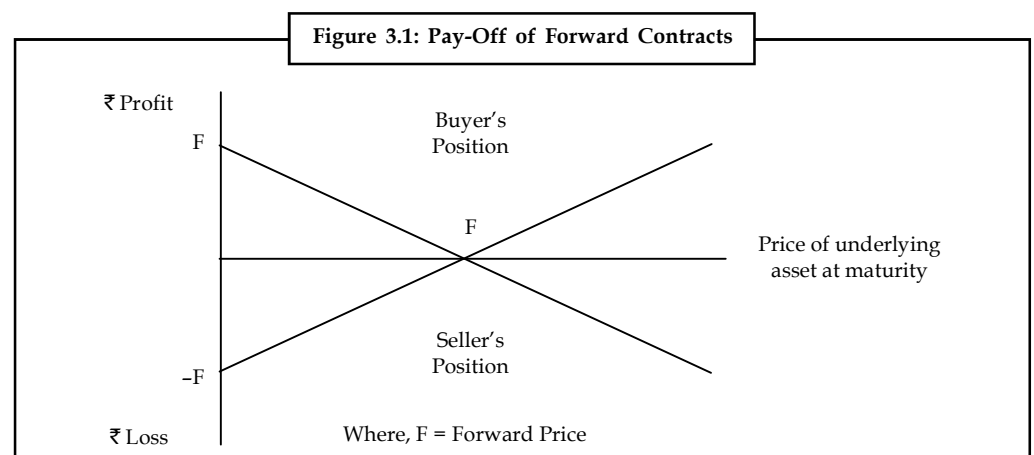 Figure 3.1: Pay-Off of Forward Contracts
₹ Profit
Buyer’s
Position
F
F
Price of underlying
asset at maturity
Seller’s
Position
–F
₹ Loss
Where, F = Forward Price